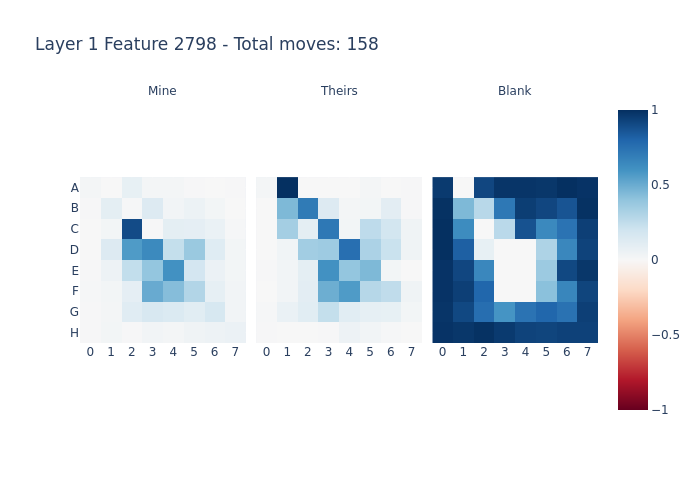 Layer 1 Feature 2798 - Total moves: 158
Mine
Theirs
Blank
A
B
C
D
E
F
G
H
0 1 2 3 4 5 6 7
0 1 2 3 4 5 6 7
0 1 2 3 4 5 6 7
1
0.5
0
−0.5
−1